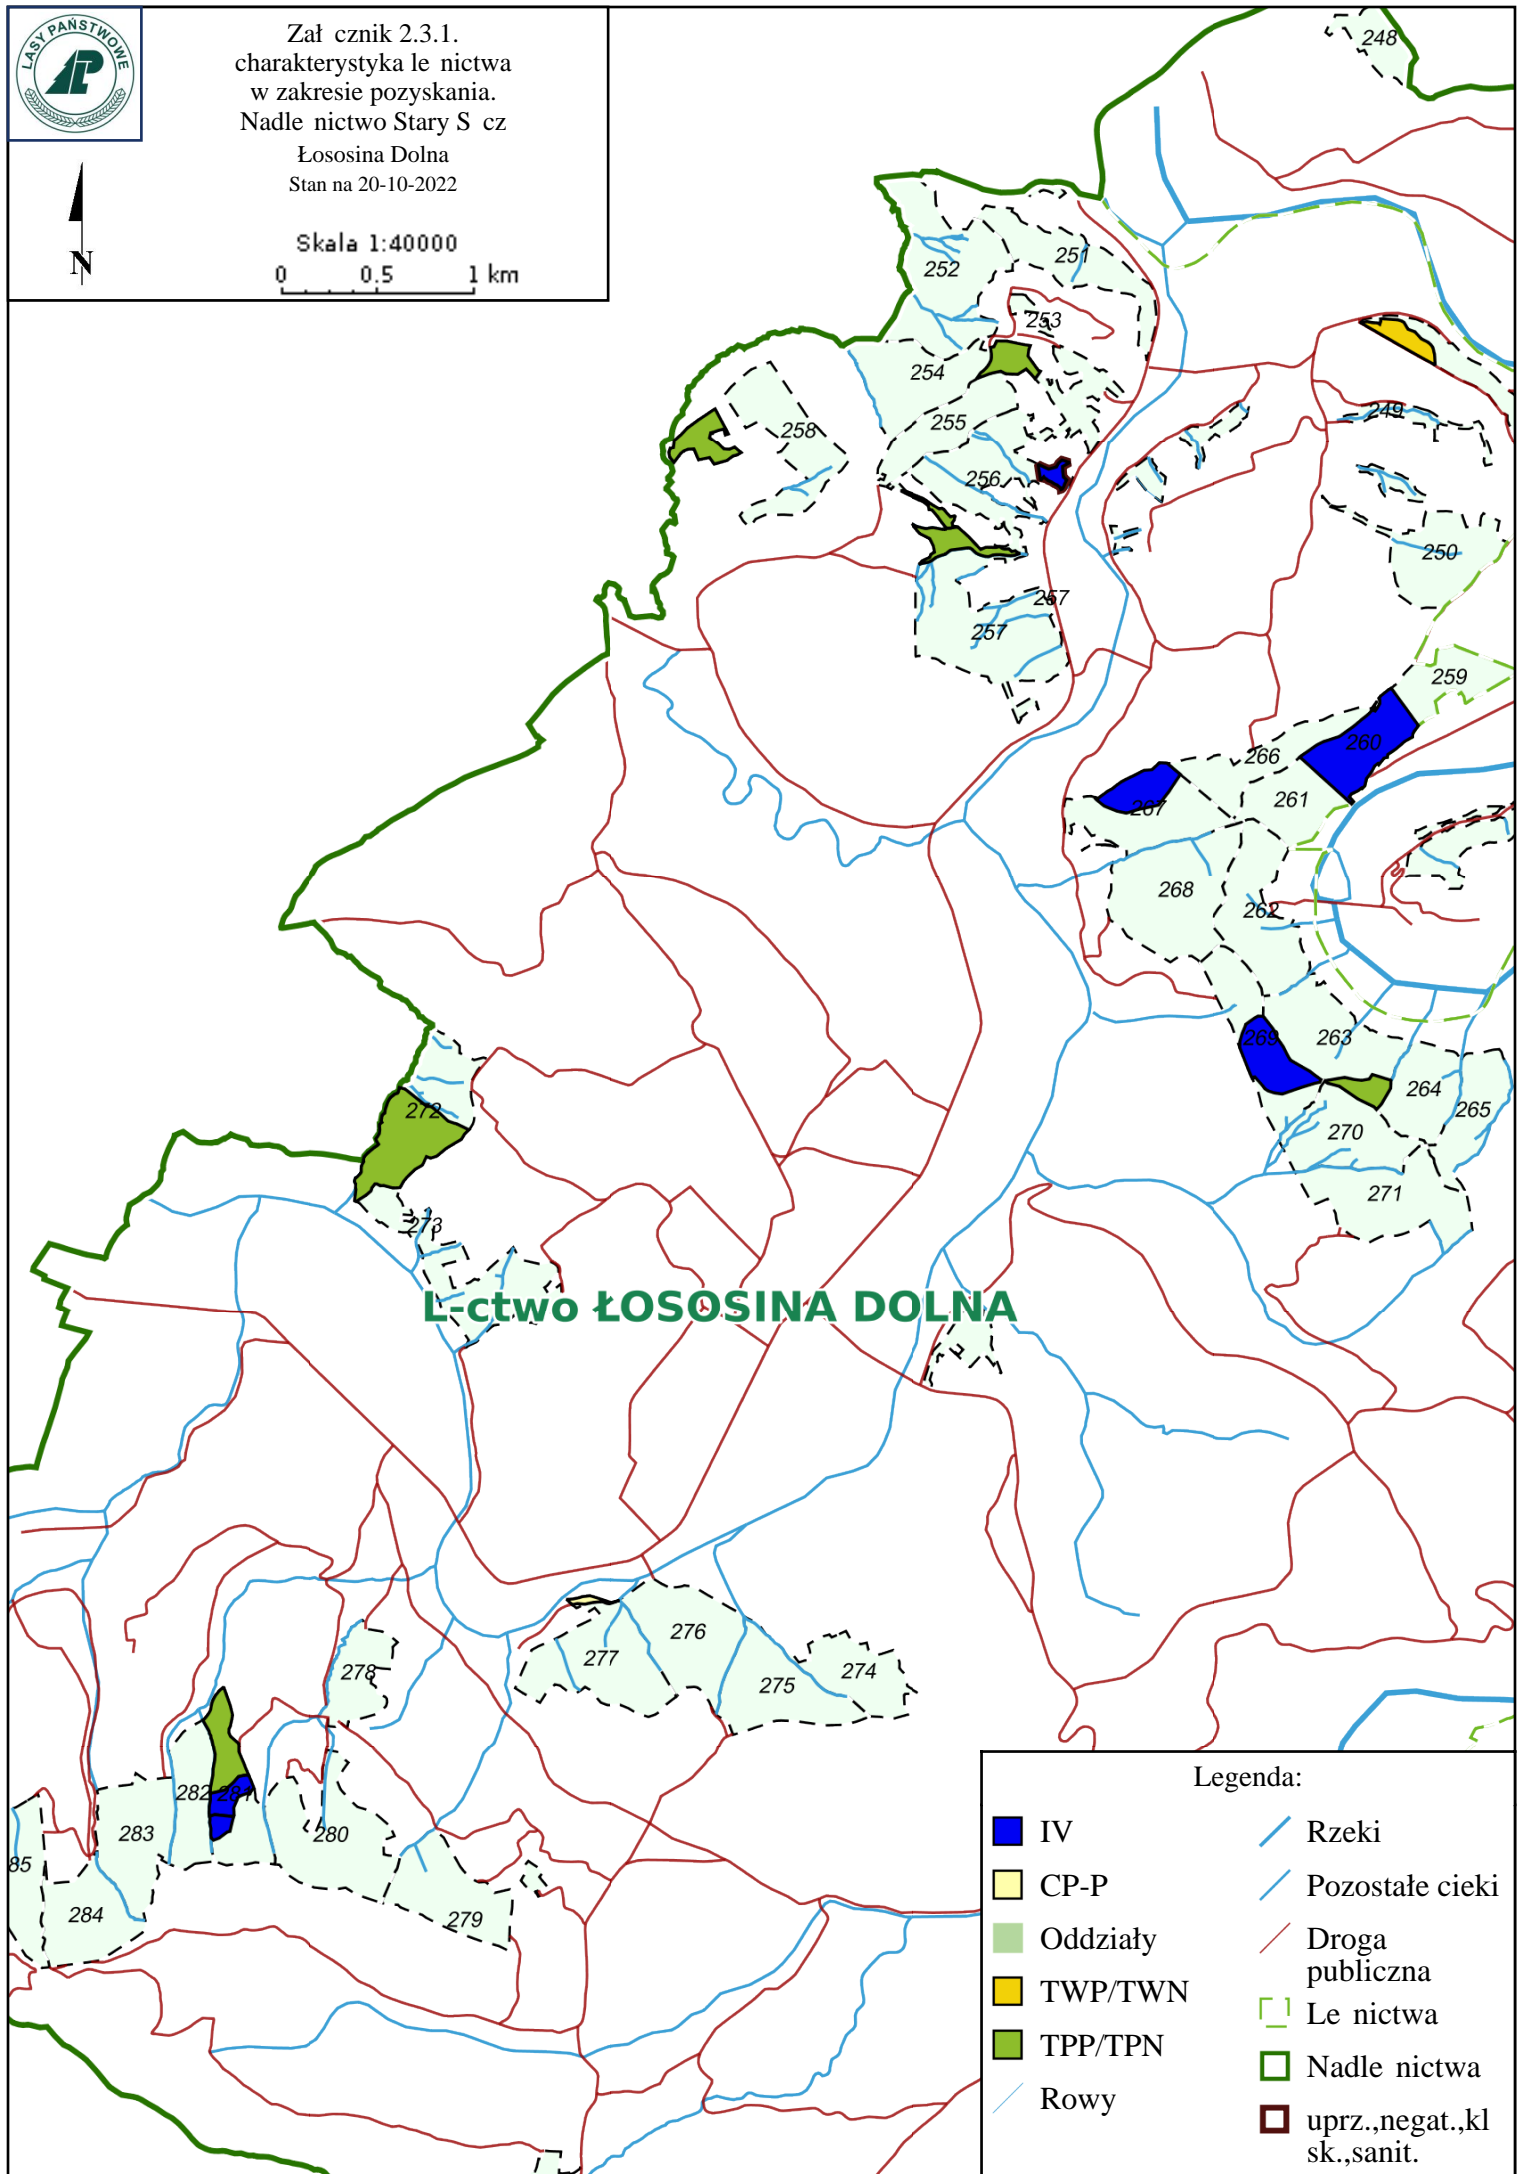 LASY PAŃSTWOWE
LP
Zał cznik 2.3.1.
charakterystyka le nictwa
w zakresie pozyskania.
Nadle nictwo Stary S cz
Łososina Dolna
Stan na 20-10-2022
N
Skala 1:40000
0 0.5 1 km
248
251
252
253
254
249
255
258
256
250
257
257
259
260
266
261
267
268
262
269
263
264
265
272
270
271
273
L-ctwo ŁOSOSINA DOLNA
276
277
278
274
275
282
281
283
280
85
284
279
Legenda:
IV
CP-P
Oddziały
TWP/TWN
TPP/TPN
Rowy
Rzeki
Pozostałe cieki
Droga
publiczna
Le nictwa
Nadle nictwa
uprz.,negat.,kl
sk.,sanit.